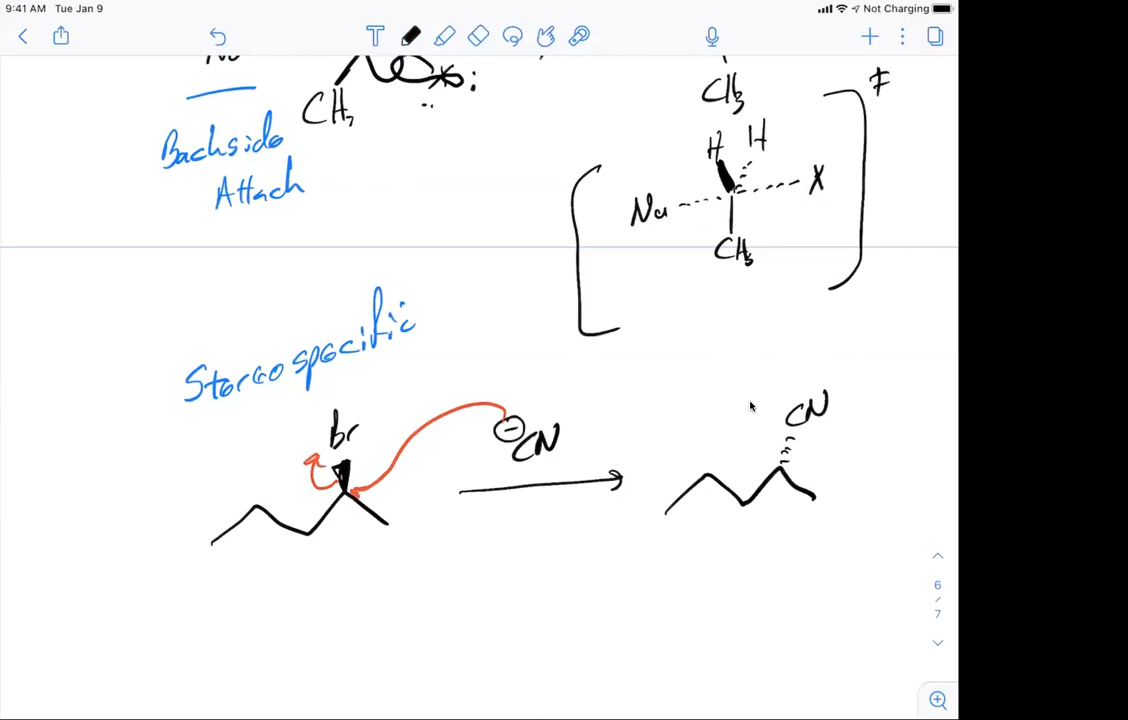 9:41 AM Tue Jan 9
Not Charging
CH3
Backside
Attach
CH3
H H
Nu X
CH3
Stereospecific
Br
CN
CN
6
/
7